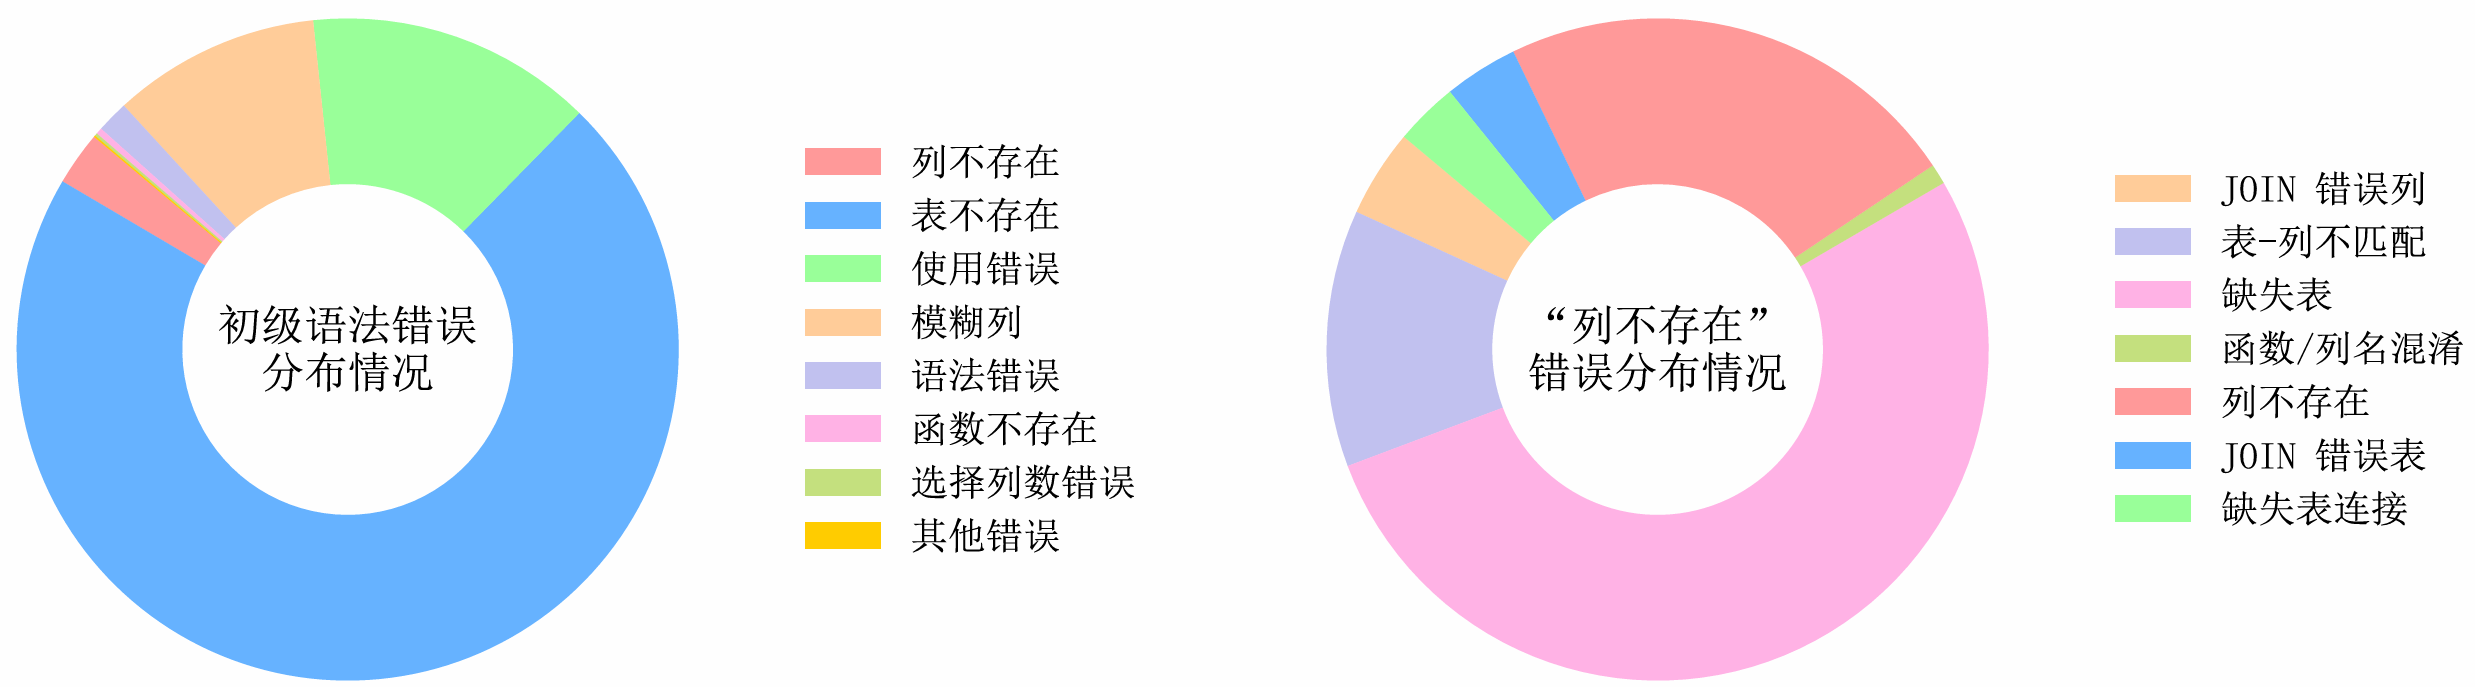 初级语法错误
分布情况
列不存在
表不存在
使用错误
模糊列
语法错误
函数不存在
选择列数错误
其他错误
“列不存在”
错误分布情况
JOIN 错误列
表-列不匹配
缺失表
函数/列名混淆
列不存在
JOIN 错误表
缺失表连接